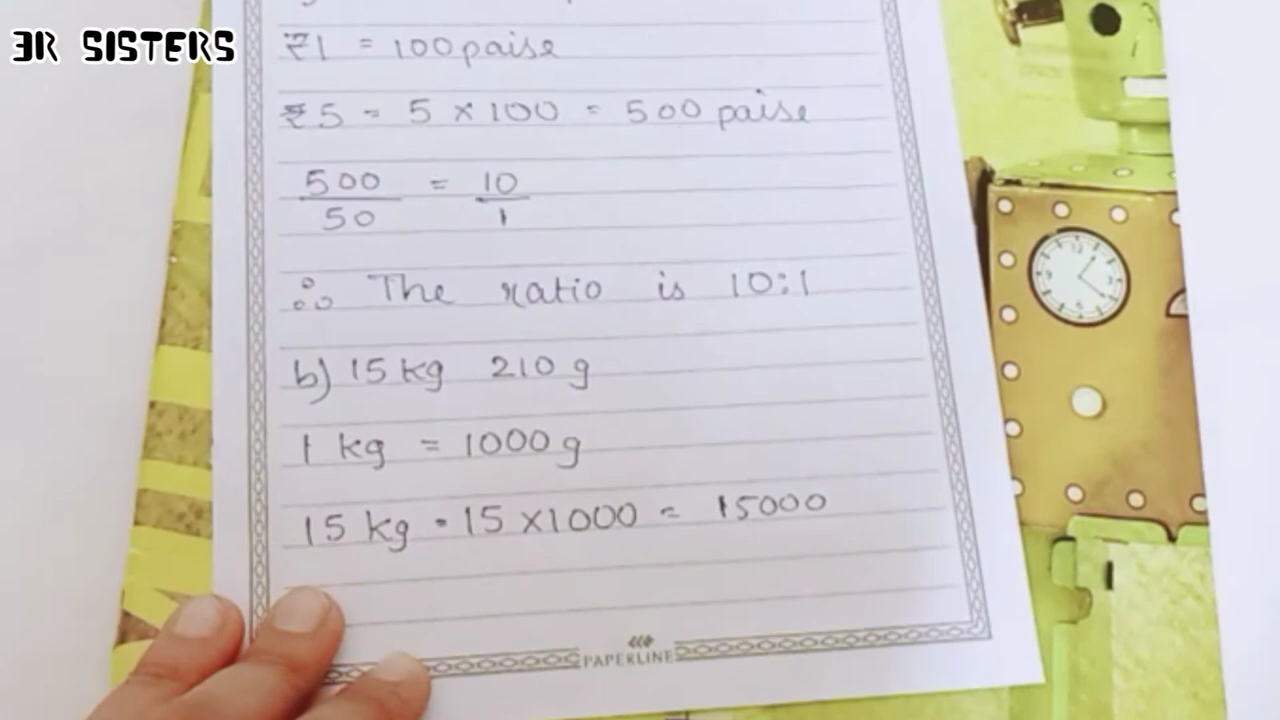 3R SISTERS
₹1 = 100 paise
₹5 = 5 × 100 = 500 paise
500/50 = 10/1
∴ The ratio is 10:1
b) 15 kg 210 g
1 kg = 1000 g
15 kg = 15 × 1000 = 15000
PAPERLINE